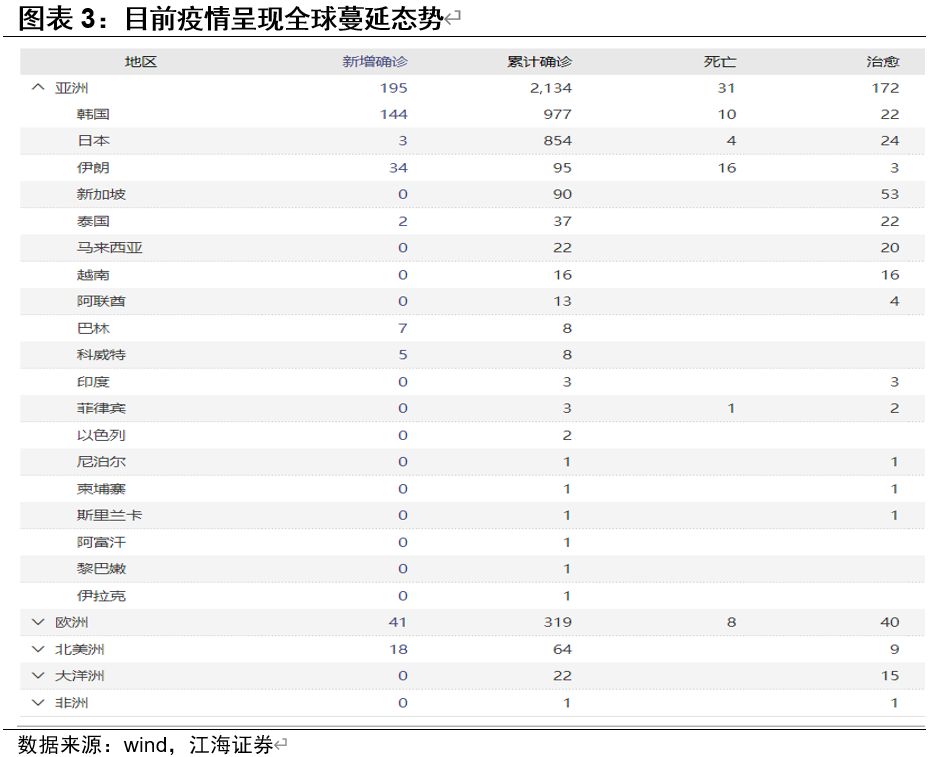 图表 3：目前疫情呈现全球蔓延态势
地区 新增确诊 累计确诊 死亡 治愈
亚洲 195 2,134 31 172
韩国 144 977 10 22
日本 3 854 4 24
伊朗 34 95 16 3
新加坡 0 90 53
泰国 2 37 22
马来西亚 0 22 20
越南 0 16 16
阿联酋 0 13 4
巴林 7 8
科威特 5 8
印度 0 3 3
菲律宾 0 3 1 2
以色列 0 2
尼泊尔 0 1 1
柬埔寨 0 1 1
斯里兰卡 0 1 1
阿富汗 0 1
黎巴嫩 0 1
伊拉克 0 1
欧洲 41 319 8 40
北美洲 18 64 9
大洋洲 0 22 15
非洲 0 1 1
数据来源：wind，江海证券